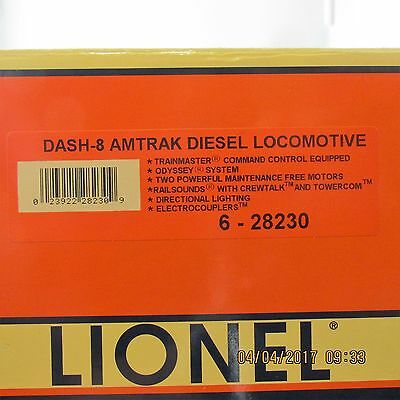 DASH-8 AMTRAK DIESEL LOCOMOTIVE
* TRAINMASTER® COMMAND CONTROL EQUIPPED
* ODYSSEY® SYSTEM
* TWO POWERFUL MAINTENANCE FREE MOTORS
*RAILSOUNDS® WITH CREWTALK™ AND TOWERCOM™
* DIRECTIONAL LIGHTING
* ELECTROCOUPLERS™
0 23922 28230 9
6 - 28230
LIONEL®
04/04/2017 09:33